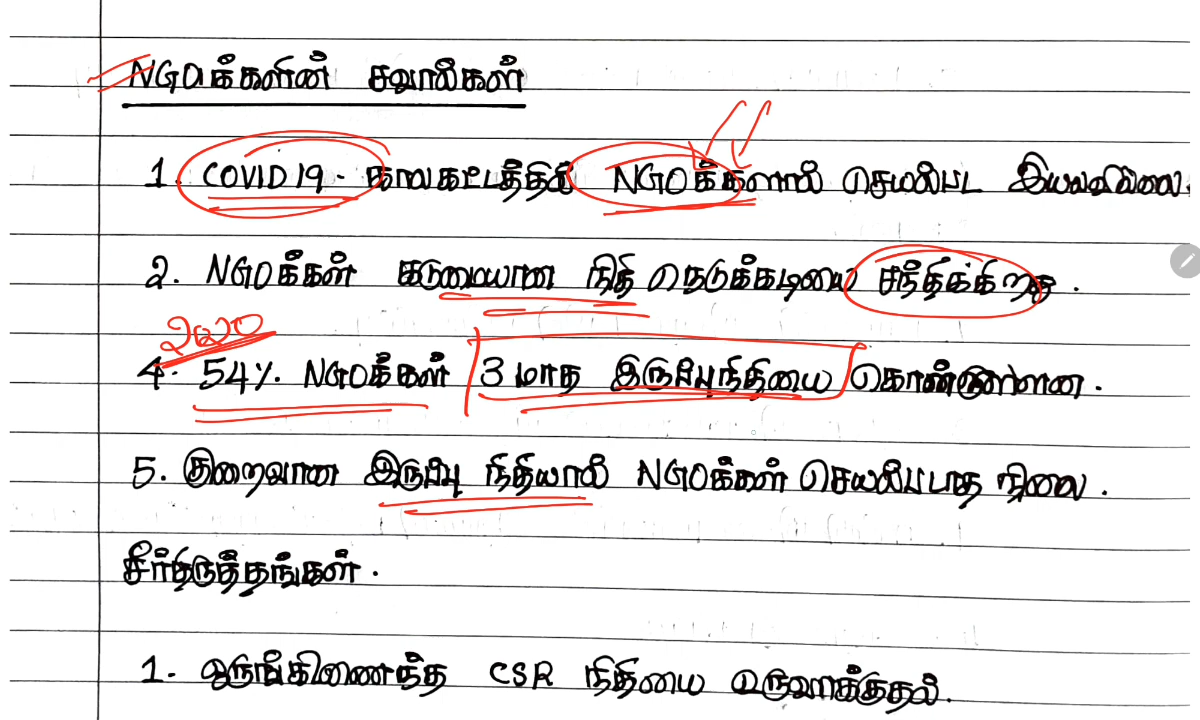 NGOக்களின் சவால்கள்
1. COVID 19 - காலகட்டத்தில் NGOக்களால் செயல்பட இயலவில்லை.
2. NGOக்கள் கடுமையான நிதி நெடுக்கடியை சந்திக்கிறது.
2020
4. 54%. NGOக்கள் 3 மாத இருப்புநிதியை கொண்டுள்ளன.
5. குறைவான இருப்பு நிதியால் NGOக்கள் செயல்படாத நிலை.
சீர்திருத்தங்கள்.
1. ஒருங்கிணைந்த CSR நிதியை உருவாக்குதல்.